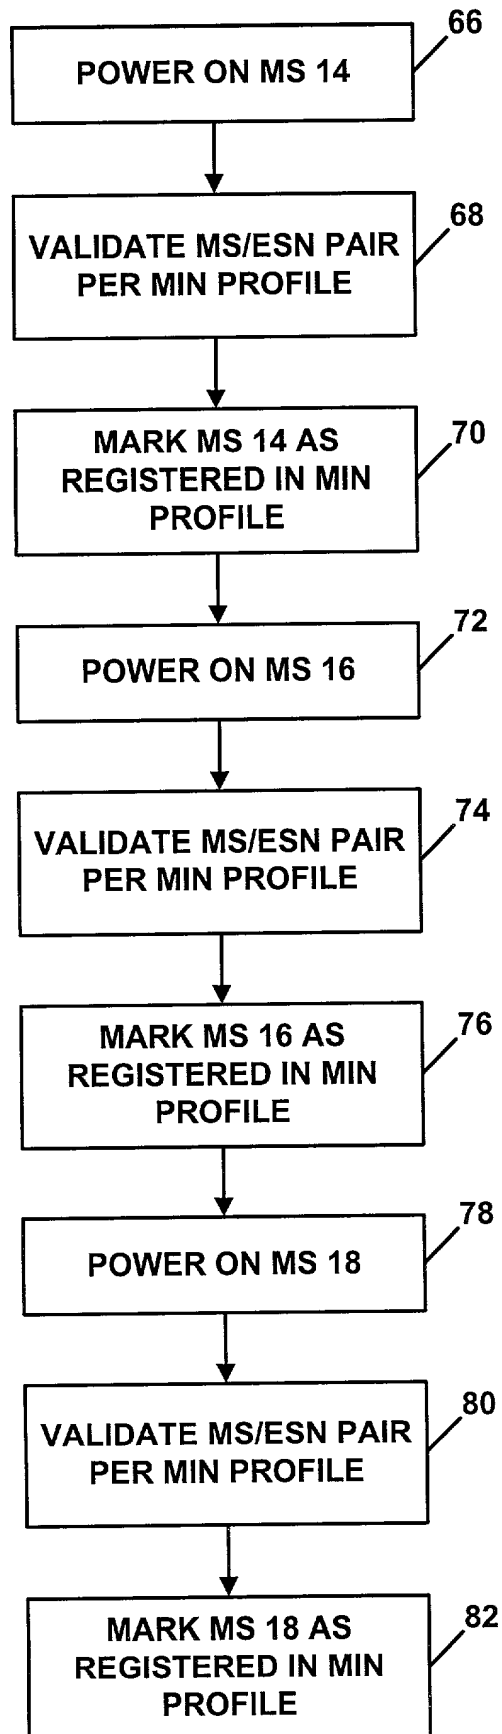 66
POWER ON MS 14
68
VALIDATE MS/ESN PAIR
PER MIN PROFILE
70
MARK MS 14 AS
REGISTERED IN MIN
PROFILE
72
POWER ON MS 16
74
VALIDATE MS/ESN PAIR
PER MIN PROFILE
76
MARK MS 16 AS
REGISTERED IN MIN
PROFILE
78
POWER ON MS 18
80
VALIDATE MS/ESN PAIR
PER MIN PROFILE
82
MARK MS 18 AS
REGISTERED IN MIN
PROFILE